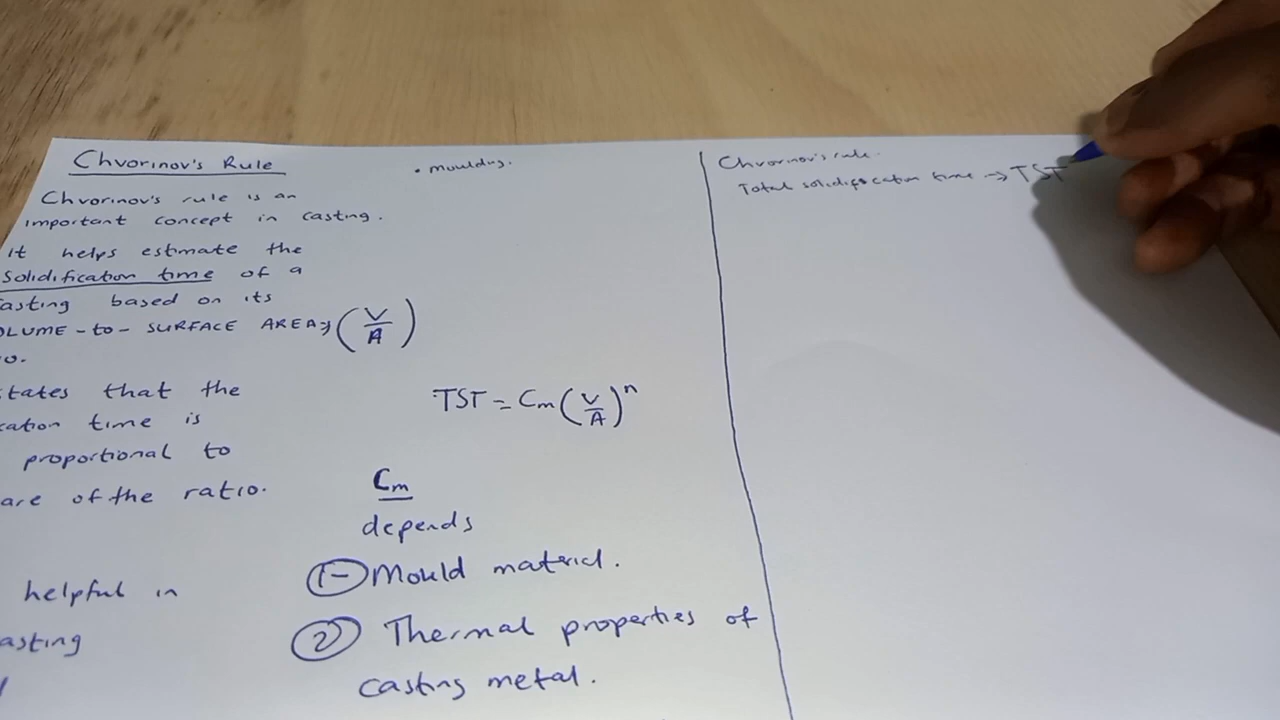 Chvorinov's Rule
Chvorinov's rule is an
important concept in casting.
It helps estimate the
Solidification time of a
casting based on its
OLUME-to-SURFACE AREA (V/A)
o.
tates that the
cation time is
proportional to
are of the ratio.
helpful in
asting
• moulding.
TST = Cm (V/A)^n
Cm
depends
1- Mould material.
2) Thermal properties of
casting metal.
Chvorinov's rule.
Total solidification time → TST